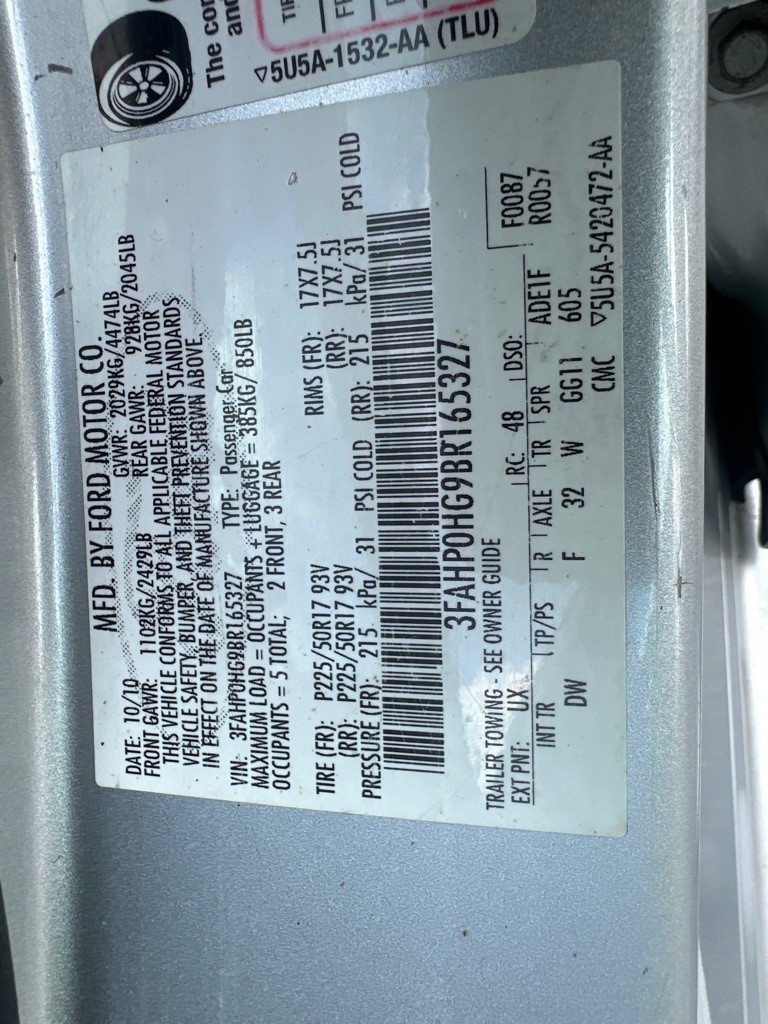 The
and
5U5A-1532-AA (TLU)
MFD. BY FORD MOTOR CO.
DATE: 10/10 GVWR: 2029KG/4474LB
FRONT GAWR: 1102KG/2429LB REAR GAWR: 928KG/2045LB
THIS VEHICLE CONFORMS TO ALL APPLICABLE FEDERAL MOTOR
VEHICLE SAFETY, BUMPER, AND THEFT PREVENTION STANDARDS
IN EFFECT ON THE DATE OF MANUFACTURE SHOWN ABOVE.
VIN: 3FAHP0HG9BR165327 TYPE: Passenger Car
MAXIMUM LOAD = OCCUPANTS + LUGGAGE = 385KG/ 850LB
OCCUPANTS = 5 TOTAL; 2 FRONT, 3 REAR
TIRE (FR): P225/50R17 93V RIMS (FR): 17X7.5J
(RR): P225/50R17 93V (RR): 17X7.5J
PRESSURE (FR): 215 kPa/ 31 PSI COLD (RR): 215 kPa/ 31 PSI COLD
3FAHP0HG9BR165327
TRAILER TOWING - SEE OWNER GUIDE
F0087
EXT PNT: UX RC: 48 DSO: R0057
INT TR TP/PS R AXLE TR SPR ADE1F
DW F 32 W GG11 605
CMC 5U5A-5420472-AA